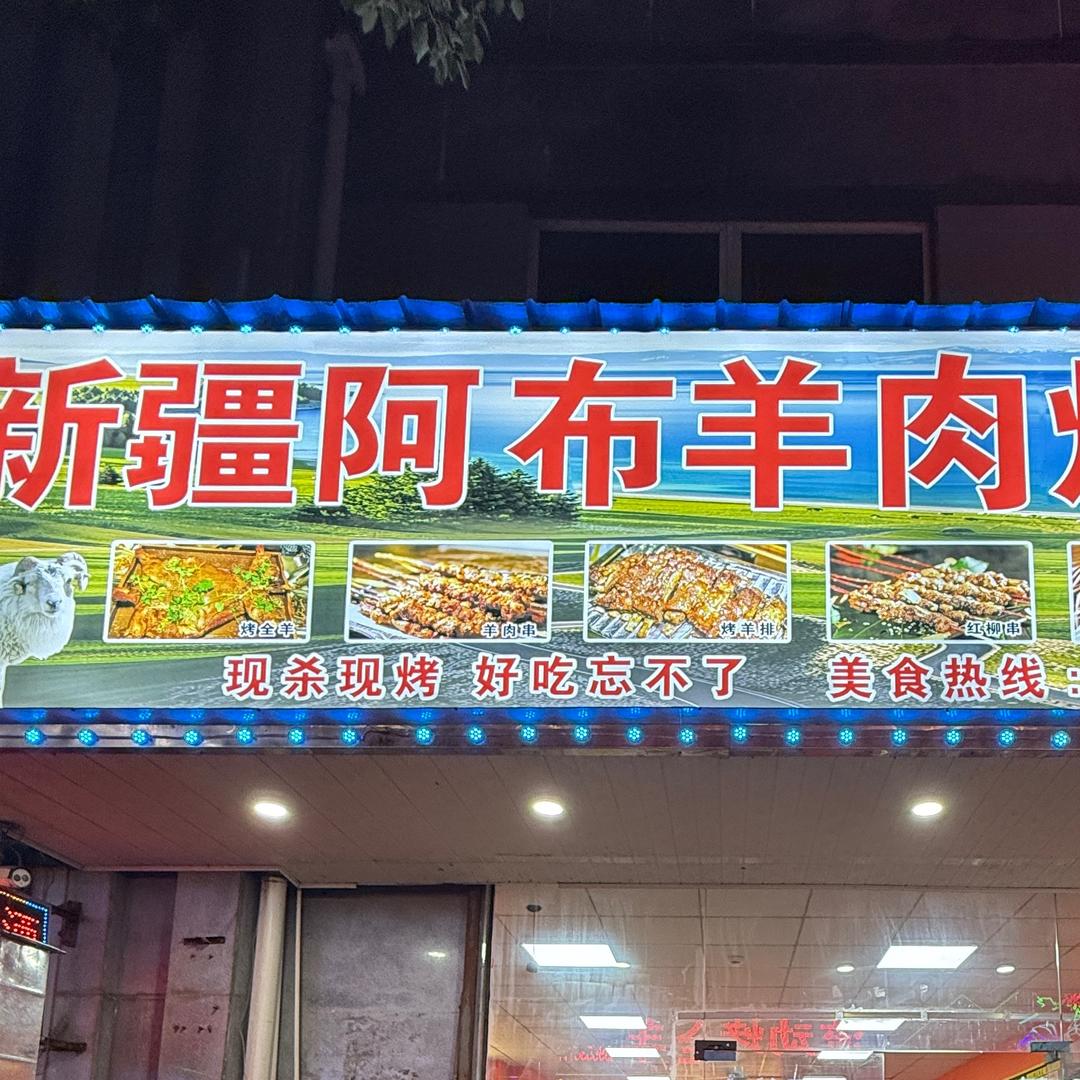 新疆阿布羊肉
烤全羊
羊肉串
烤羊排
红柳串
现杀现烤 好吃忘不了 美食热线：